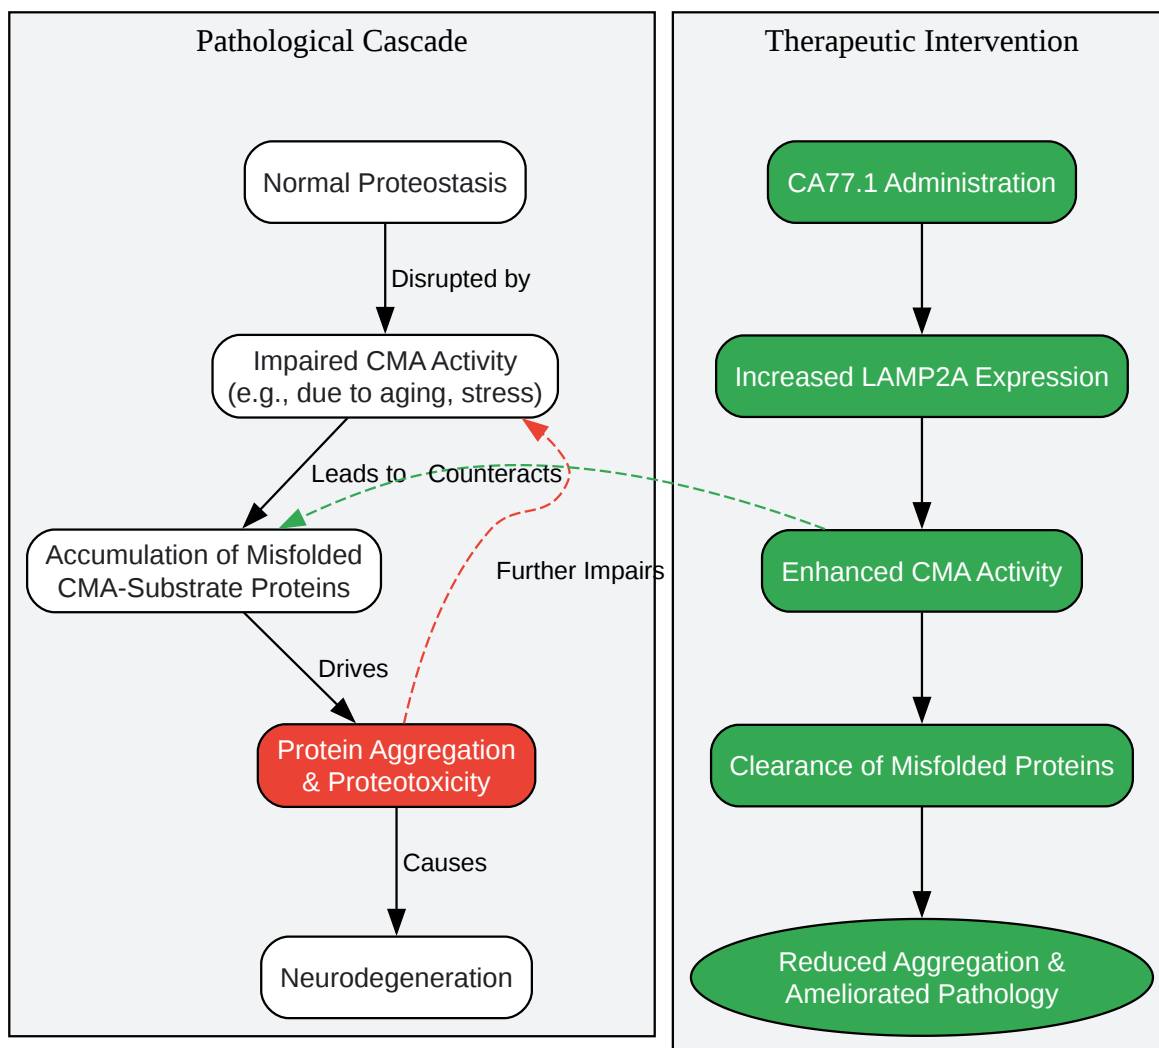 Pathological Cascade
Normal Proteostasis
Disrupted by
Impaired CMA Activity
(e.g., due to aging, stress)
Leads to
Counteracts
Accumulation of Misfolded
CMA-Substrate Proteins
Further Impairs
Drives
Protein Aggregation
& Proteotoxicity
Causes
Neurodegeneration
Therapeutic Intervention
CA77.1 Administration
Increased LAMP2A Expression
Enhanced CMA Activity
Clearance of Misfolded Proteins
Reduced Aggregation &
Ameliorated Pathology